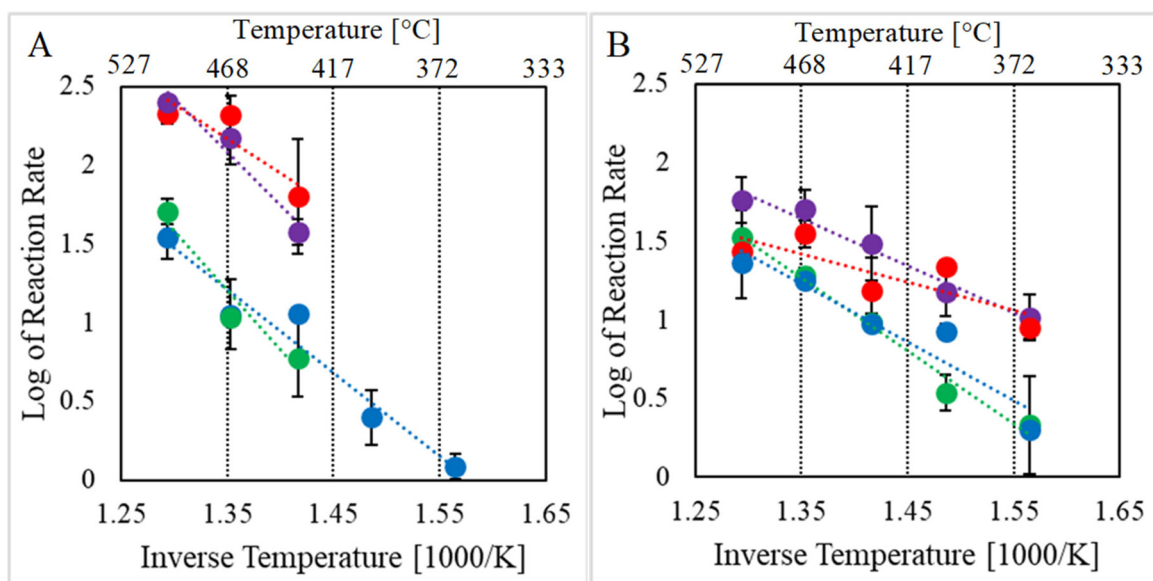 A
Temperature [°C]
527 468 417 372 333
2.5
2
1.5
1
0.5
0
Log of Reaction Rate
1.25 1.35 1.45 1.55 1.65
Inverse Temperature [1000/K]
B
Temperature [°C]
527 468 417 372 333
2.5
2
1.5
1
0.5
0
Log of Reaction Rate
1.25 1.35 1.45 1.55 1.65
Inverse Temperature [1000/K]